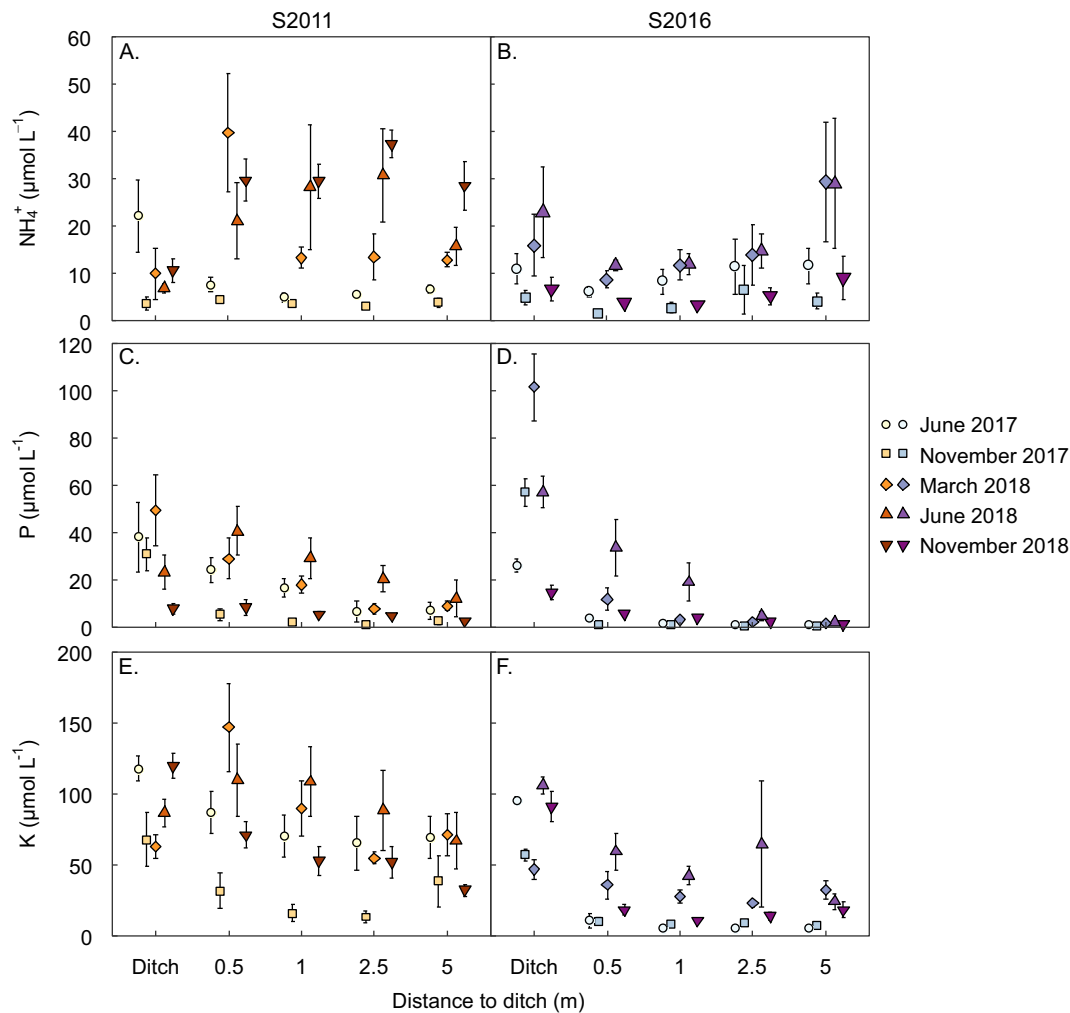 S2011 S2016
A. B.
60
50
40
30
20
10
0
NH₄⁺ (µmol L⁻¹)
C. D.
120
100
80
60
40
20
0
P (µmol L⁻¹)
June 2017
November 2017
March 2018
June 2018
November 2018
E. F.
200
150
100
50
0
K (µmol L⁻¹)
Ditch 0.5 1 2.5 5 Ditch 0.5 1 2.5 5
Distance to ditch (m)